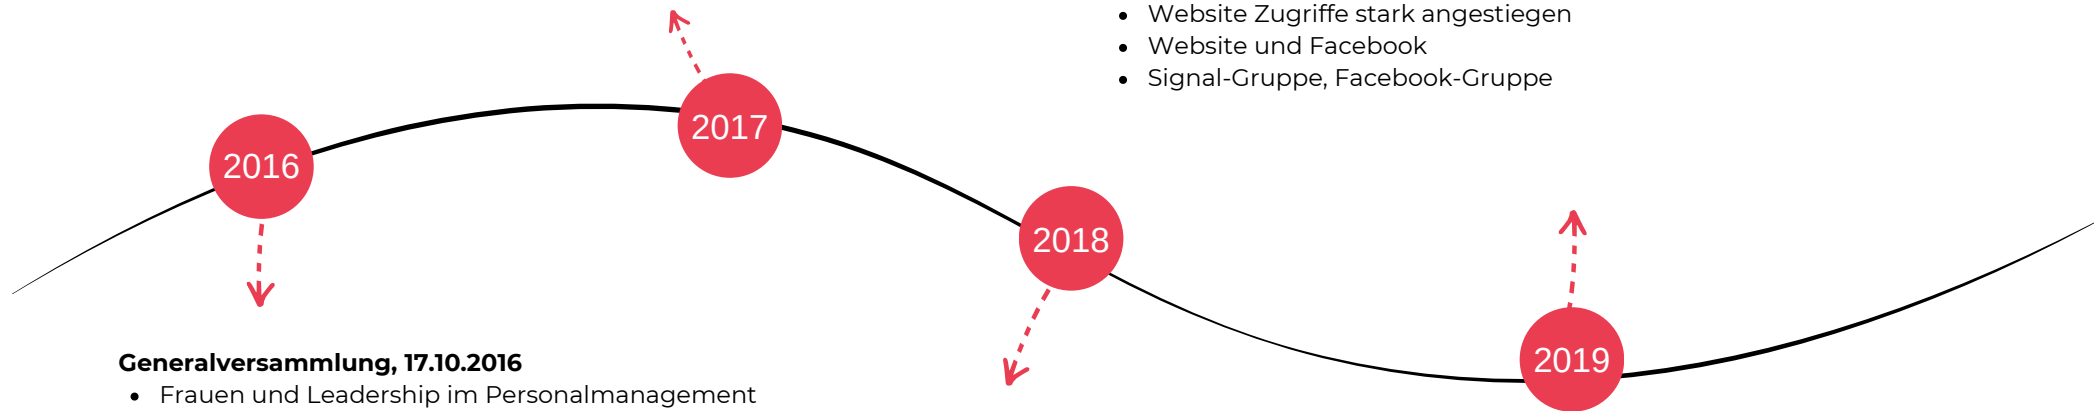 Website Zugriffe stark angestiegen
Website und Facebook
Signal-Gruppe, Facebook-Gruppe
2016
2017
2018
2019
Generalversammlung, 17.10.2016
Frauen und Leadership im Personalmanagement